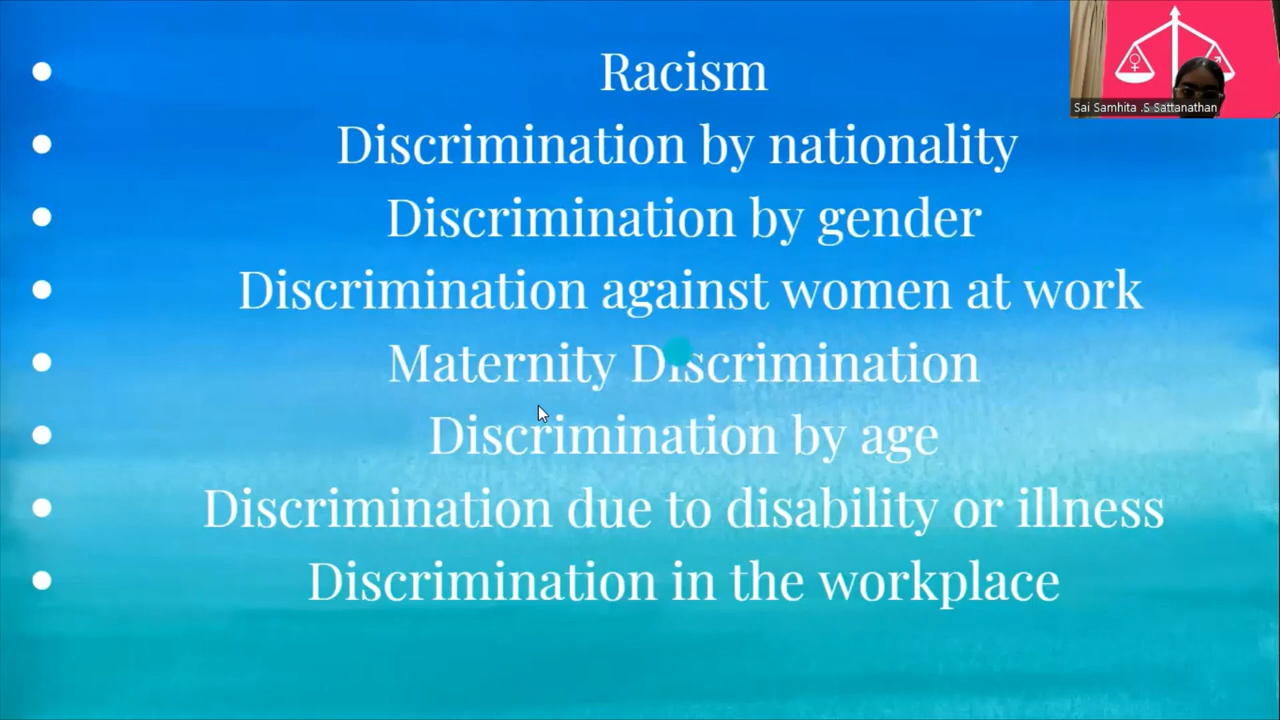 Racism
Discrimination by nationality
Discrimination by gender
Discrimination against women at work
Maternity Discrimination
Discrimination by age
Discrimination due to disability or illness
Discrimination in the workplace
Sai Samhita .S Sattanathan